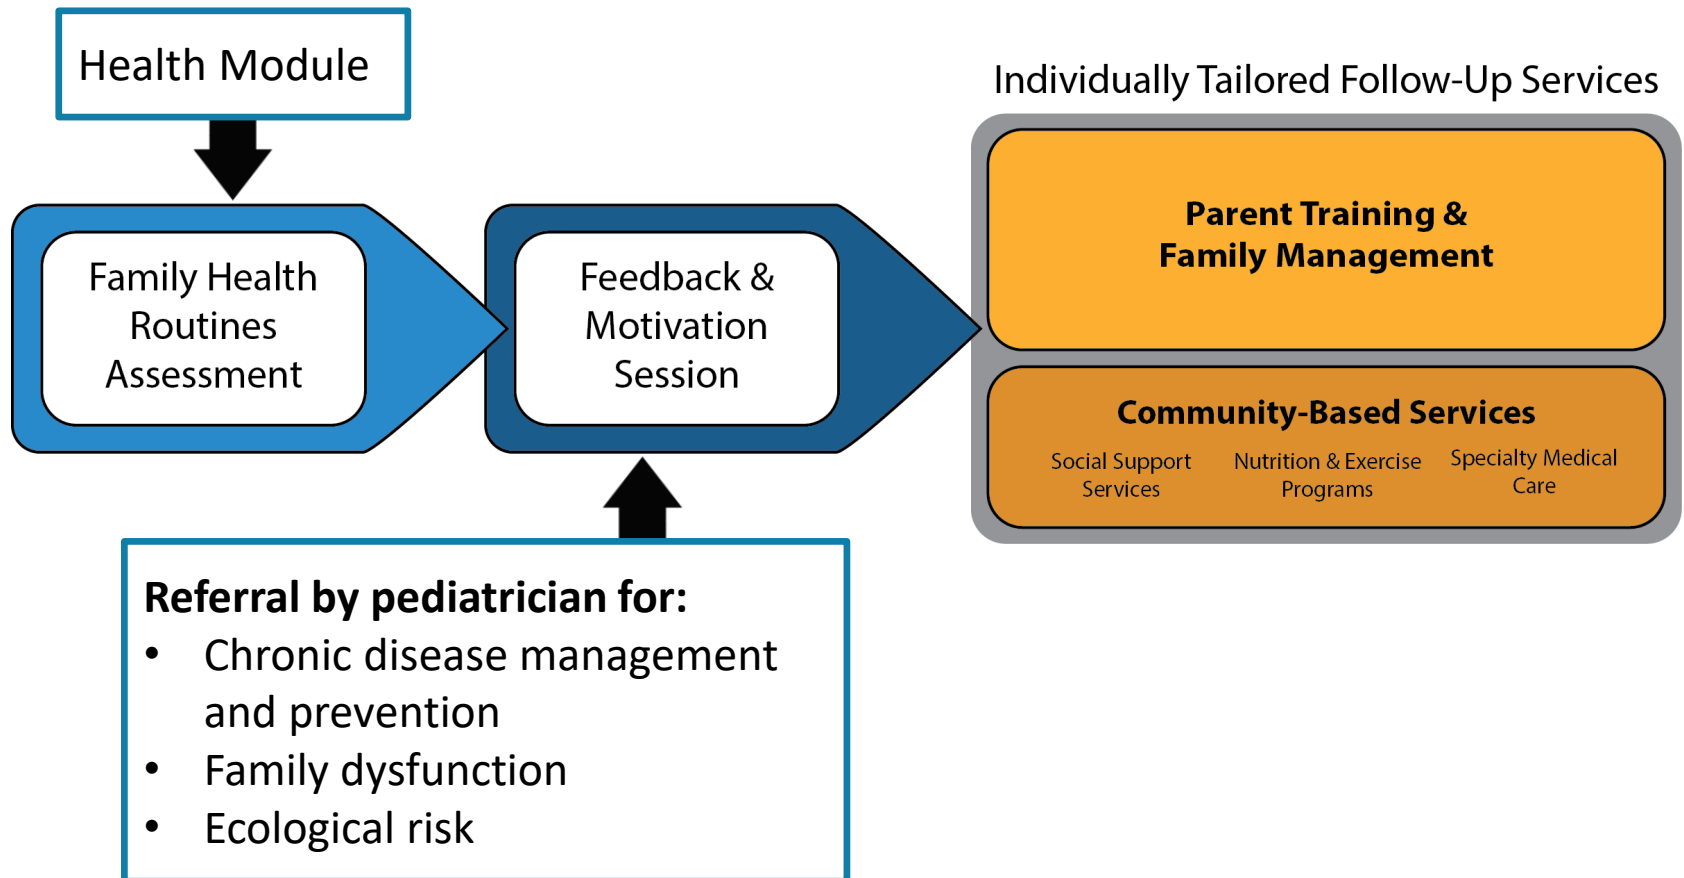 Health Module
Individually Tailored Follow-Up Services
Family Health
Routines
Assessment
Feedback &
Motivation
Session
Parent Training &
Family Management
Community-Based Services
Social Support
Services
Nutrition & Exercise
Programs
Specialty Medical
Care
Referral by pediatrician for:
• Chronic disease management
and prevention
• Family dysfunction
• Ecological risk